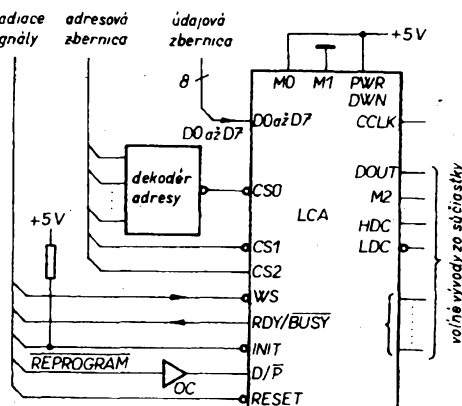 adiace adresová údajová
gnály zbernica zbernica
+5V
8
M0 M1 PWR
DWN
D0 až D7
D0 až D7
CCLK
dekodér
adresy
CS0
DOUT
M2
LCA
HDC
LDC
CS1
CS2
+5V
WS
RDY/BUSY
INIT
REPROGRAM
D/P
OC
RESET
voľné vývody zo súčiastky